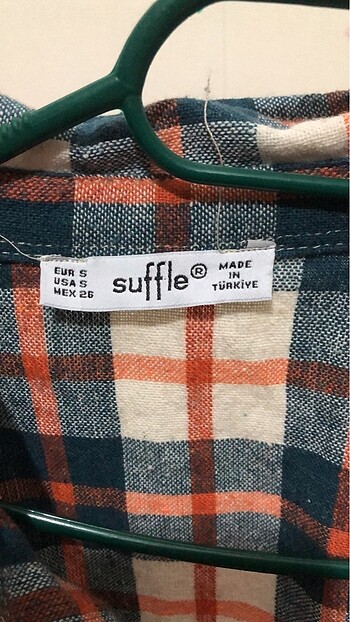 EUR S
USA S
MEX 26
suffle®
MADE
IN
TÜRKİYE